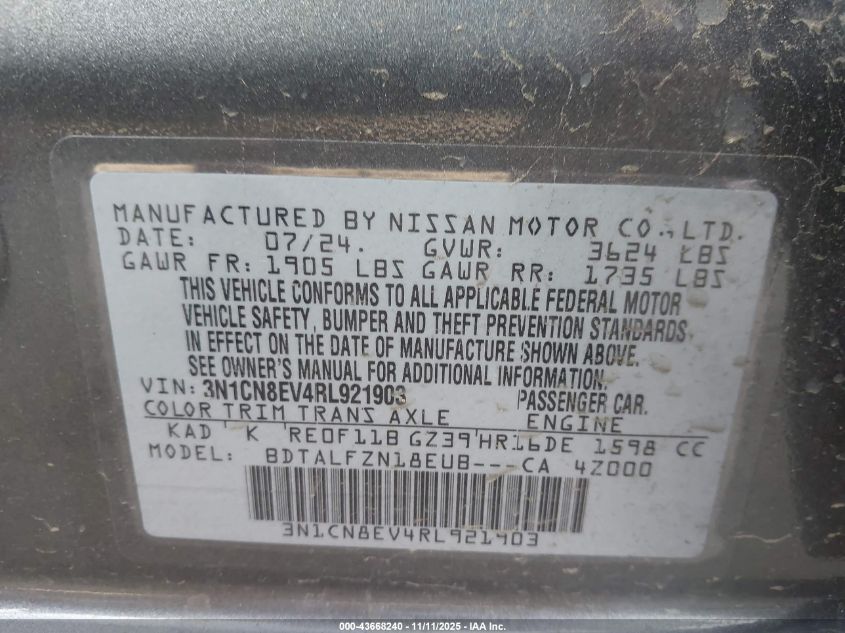 MANUFACTURED BY NISSAN MOTOR CO., LTD.
DATE: 07/24. GVWR: 3624 LBS
GAWR FR: 1905 LBS GAWR RR: 1735 LBS
THIS VEHICLE CONFORMS TO ALL APPLICABLE FEDERAL MOTOR
VEHICLE SAFETY, BUMPER AND THEFT PREVENTION STANDARDS
IN EFFECT ON THE DATE OF MANUFACTURE SHOWN ABOVE.
SEE OWNER'S MANUAL FOR ADDITIONAL INFORMATION.
VIN: 3N1CN8EV4RL921903 PASSENGER CAR.
COLOR TRIM TRANS AXLE ENGINE
KAD K RE0F11B GZ39 HR16DE 1598 CC
MODEL: BDTALFZN18EUB---CA 4Z000
3N1CN8EV4RL921903
000-43668240 - 11/11/2025 - IAA Inc.